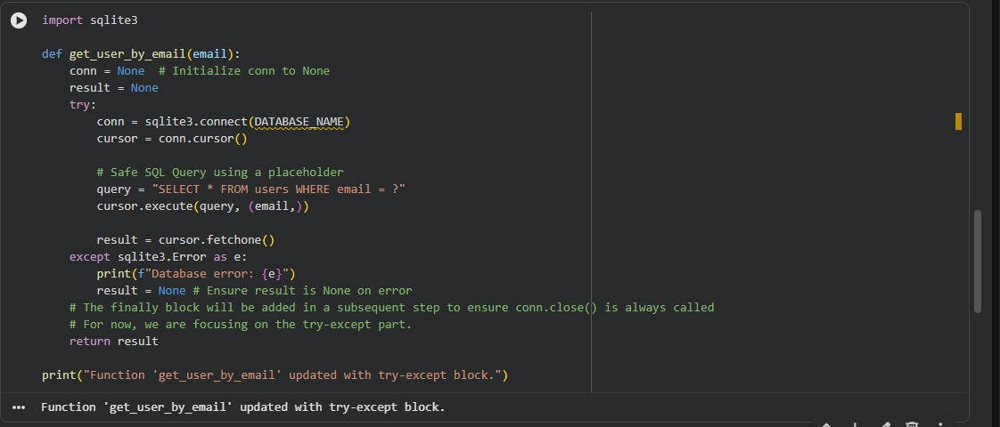 import sqlite3
def get_user_by_email(email):
    conn = None  # Initialize conn to None
    result = None
    try:
        conn = sqlite3.connect(DATABASE_NAME)
        cursor = conn.cursor()
        # Safe SQL Query using a placeholder
        query = "SELECT * FROM users WHERE email = ?"
        cursor.execute(query, (email,))
        result = cursor.fetchone()
    except sqlite3.Error as e:
        print(f"Database error: {e}")
        result = None # Ensure result is None on error
    # The finally block will be added in a subsequent step to ensure conn.close() is always called
    # For now, we are focusing on the try-except part.
    return result
print("Function 'get_user_by_email' updated with try-except block.")
Function 'get_user_by_email' updated with try-except block.